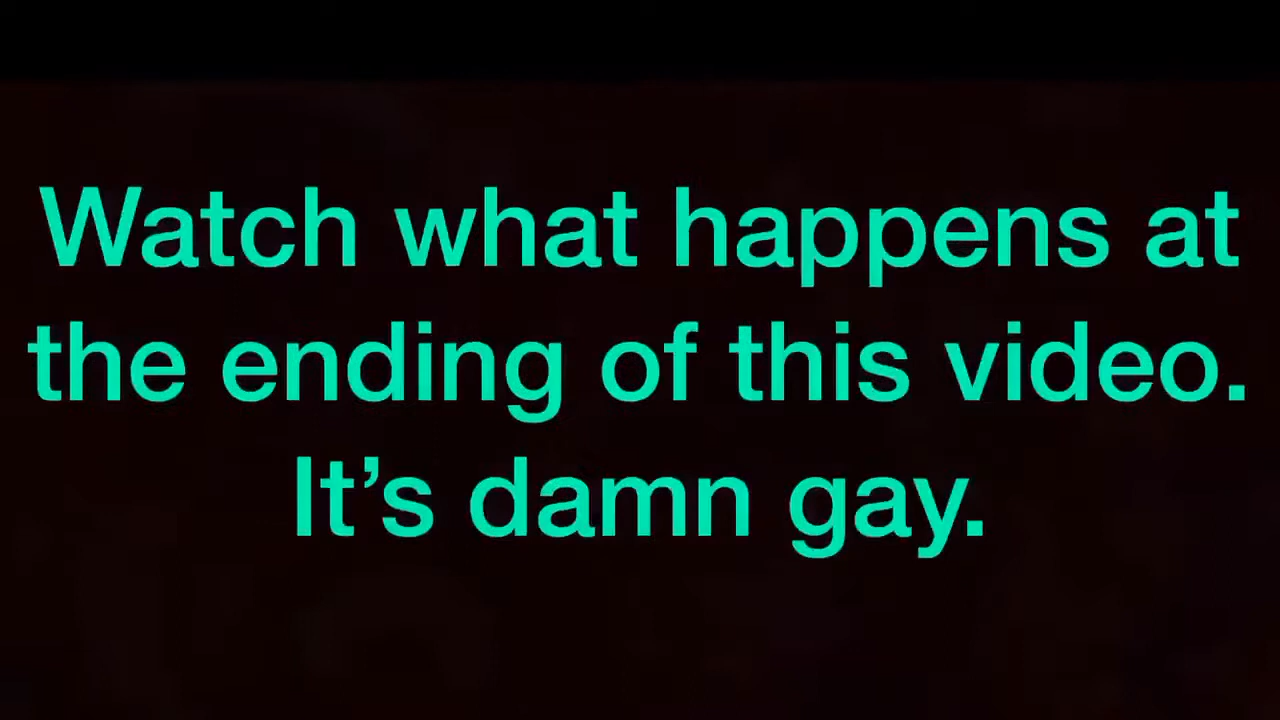 Watch what happens at
the ending of this video.
It’s damn gay.